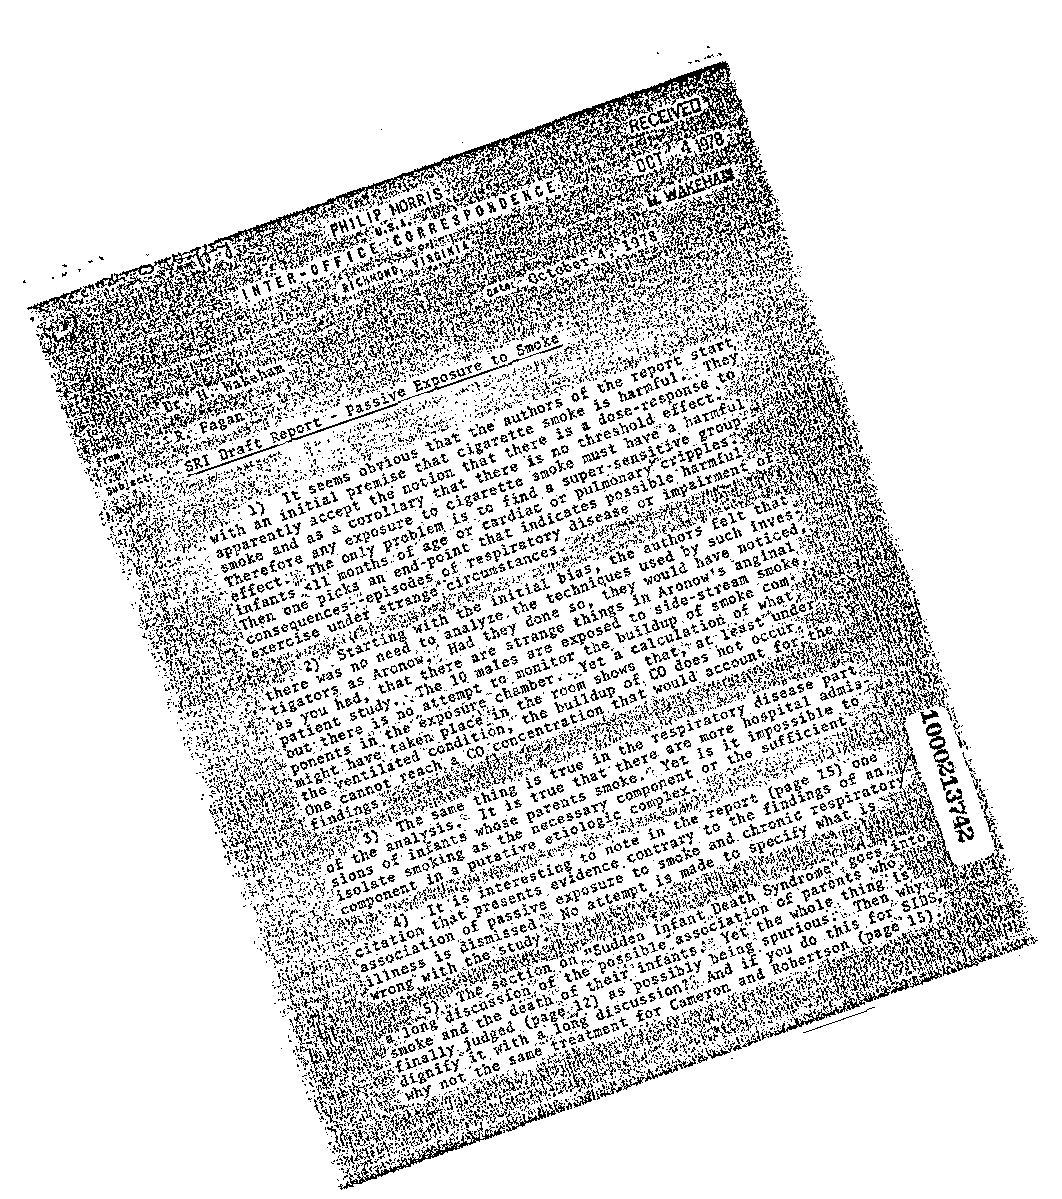 RECEIVED
OCT 4 1978
H. WAKEHAM
PHILIP MORRIS
U.S.A.
INTER-OFFICE CORRESPONDENCE
RICHMOND, VIRGINIA
Date: October 4, 1978
Dr. H. Wakeham
From: R. Fagan
Subject: SRI Draft Report - Passive Exposure to Smoke
1) It seems obvious that the authors of the report start
with an initial premise that cigarette smoke is harmful. They
apparently accept the notion that there is a dose-response to
smoke and as a corollary that there is no threshold effect.
Therefore any exposure to cigarette smoke must have a harmful
effect. The only problem is to find a super-sensitive group--
infants months of age or cardiac or pulmonary cripples.
Then one picks an end-point that indicates possible harmful
consequences--episodes of respiratory disease or impairment of
exercise under strange circumstances.
2) Starting with the initial bias, the authors felt that
there was no need to analyze the techniques used by such inves-
tigators as Aronow. Had they done so, they would have noticed
as you had, that there are strange things in Aronow's anginal
patient study. The 10 males are exposed to side-stream smoke
but there is no attempt to monitor the buildup of smoke com-
ponents in the exposure chamber. Yet a calculation of what
might have taken place in the room shows that, at least under
the ventilated condition, the buildup of CO does not occur.
One cannot reach a CO concentration that would account for the
findings.
3) The same thing is true in the respiratory disease part
of the analysis. It is true that there are more hospital admis-
sions of infants whose parents smoke. Yet is it impossible to
isolate smoking as the necessary component or the sufficient
component in a putative etiologic complex.
4) It is interesting to note in the report (page 15) one
citation that presents evidence contrary to the findings of an
association of passive exposure to smoke and chronic respiratory
illness is dismissed. No attempt is made to specify what is
wrong with the study.
5) The section on "Sudden Infant Death Syndrome" goes into
a long discussion of the possible association of parents who
smoke and the death of their infants. Yet the whole thing is
finally judged (page 12) as possibly being spurious. Then why
dignify it with a long discussion? And if you do this for SIDS,
why not the same treatment for Cameron and Robertson (page 15).
1000213742